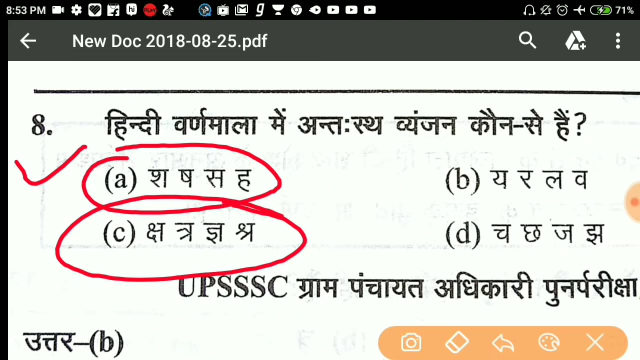 8:53 PM 71%
New Doc 2018-08-25.pdf
8. हिन्दी वर्णमाला में अन्तःस्थ व्यंजन कौन-से हैं?
(a) श ष स ह (b) य र ल व
(c) क्ष त्र ज्ञ श्र (d) च छ ज झ
UPSSSC ग्राम पंचायत अधिकारी पुनर्परीक्षा
उत्तर–(b)